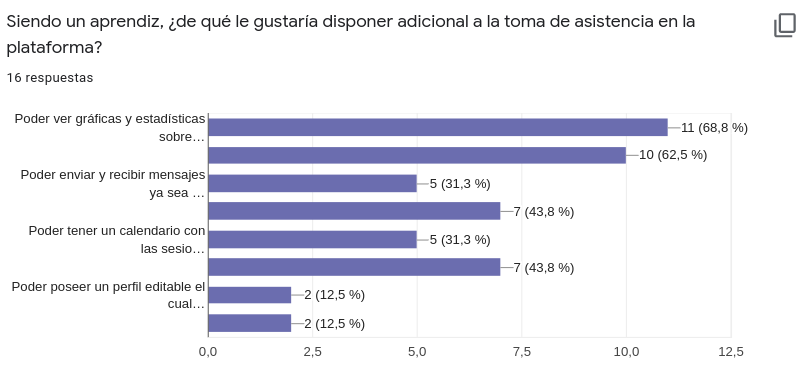 Siendo un aprendiz, ¿de qué le gustaría disponer adicional a la toma de asistencia en la
plataforma?
16 respuestas
Poder ver gráficas y estadísticas
sobre…
11 (68,8 %)
10 (62,5 %)
Poder enviar y recibir mensajes
ya sea …
5 (31,3 %)
7 (43,8 %)
Poder tener un calendario con
las sesio…
5 (31,3 %)
7 (43,8 %)
Poder poseer un perfil editable el
cual…
2 (12,5 %)
2 (12,5 %)
0,0 2,5 5,0 7,5 10,0 12,5